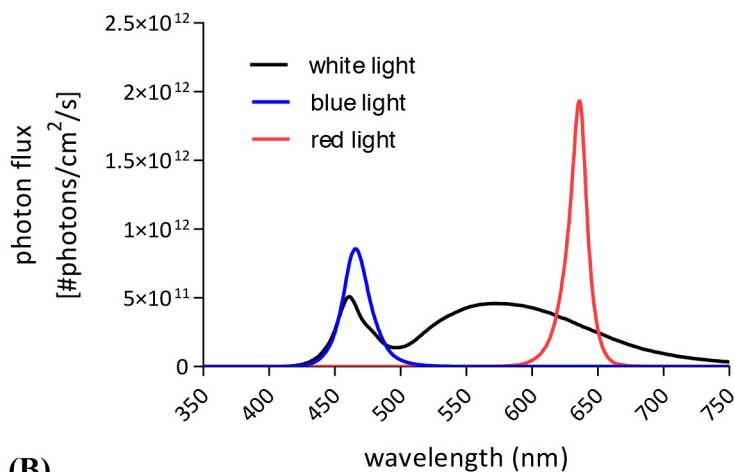 2.5×10¹²
2×10¹²
1.5×10¹²
1×10¹²
5×10¹¹
0
photon flux
[#photons/cm²/s]
white light
blue light
red light
350
400
450
500
550
600
650
700
750
wavelength (nm)
(B)